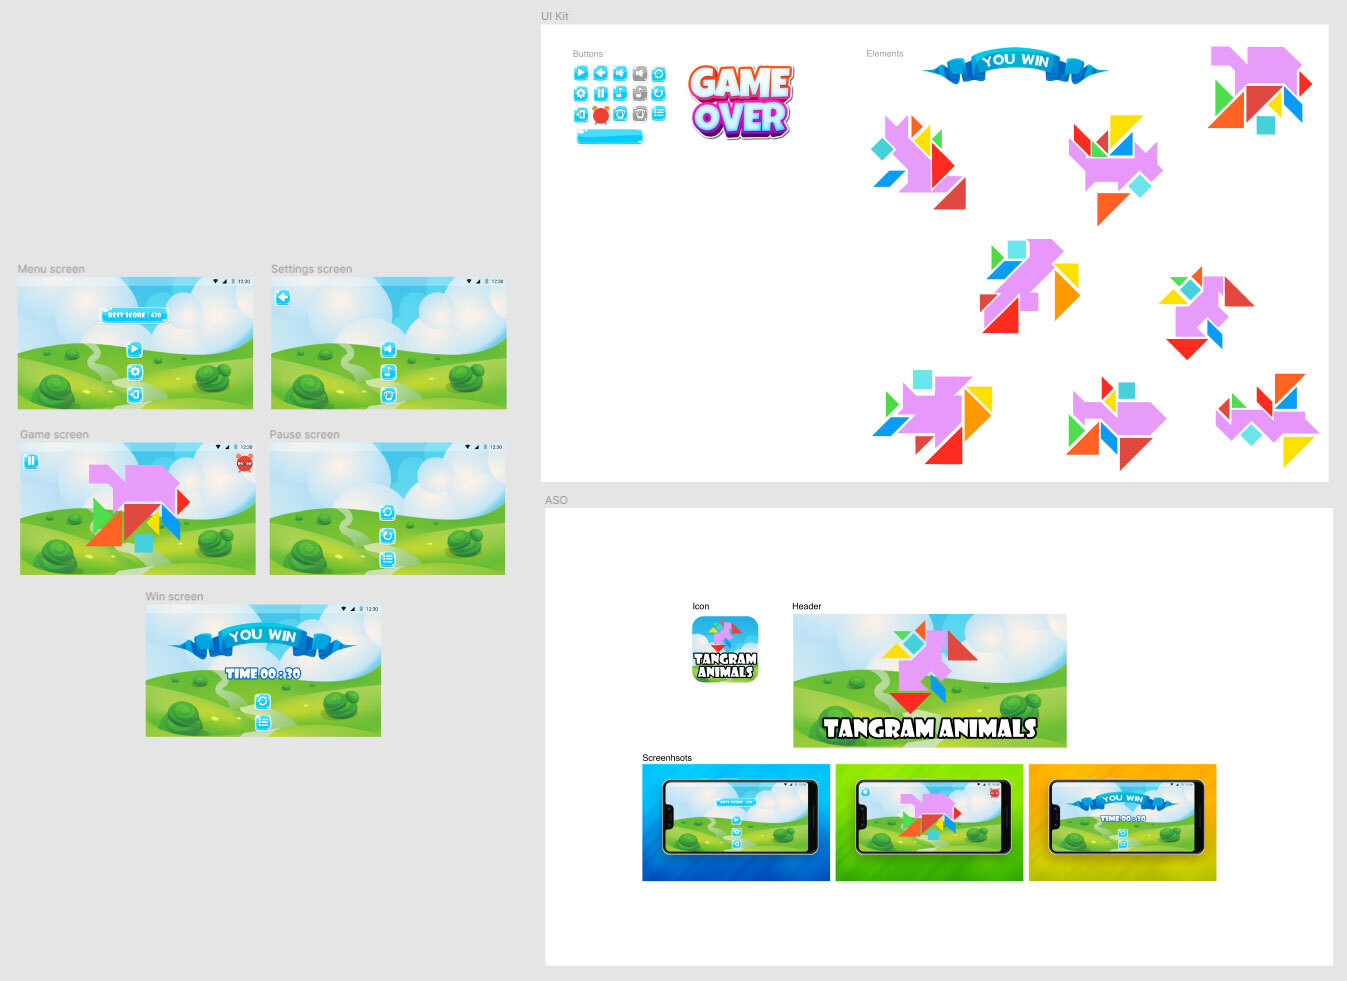 UI Kit
Buttons
Elements
GAME
OVER
YOU WIN
Menu screen
12:30
BEST SCORE : 420
Settings screen
12:30
Game screen
12:30
Pause screen
12:30
Win screen
12:30
YOU WIN
TIME 00 : 30
ASO
Icon
TANGRAM
ANIMALS
Header
TANGRAM ANIMALS
Screenhsots
YOU WIN
TIME 00 : 30